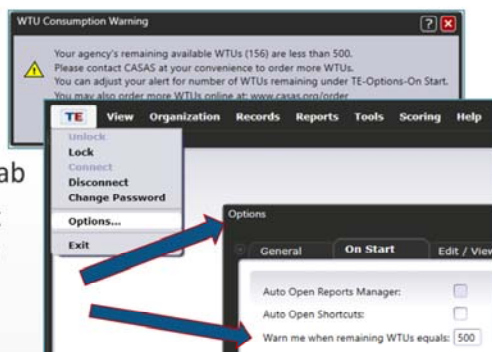 WTU Consumption Warning
Your agency's remaining available WTUs (156) are less than 500.
Please contact CASAS at your convenience to order more WTUs.
You can adjust your alert for number of WTUs remaining under TE-Options-On Start.
You may also order more WTUs online at: www.casas.org/order
TE View Organization Records Reports Tools Scoring Help
Unlock
Lock
Connect
Disconnect
Change Password
Options...
Exit
ab
Options
General On Start Edit / View
Auto Open Reports Manager:
Auto Open Shortcuts:
Warn me when remaining WTUs equals: 500